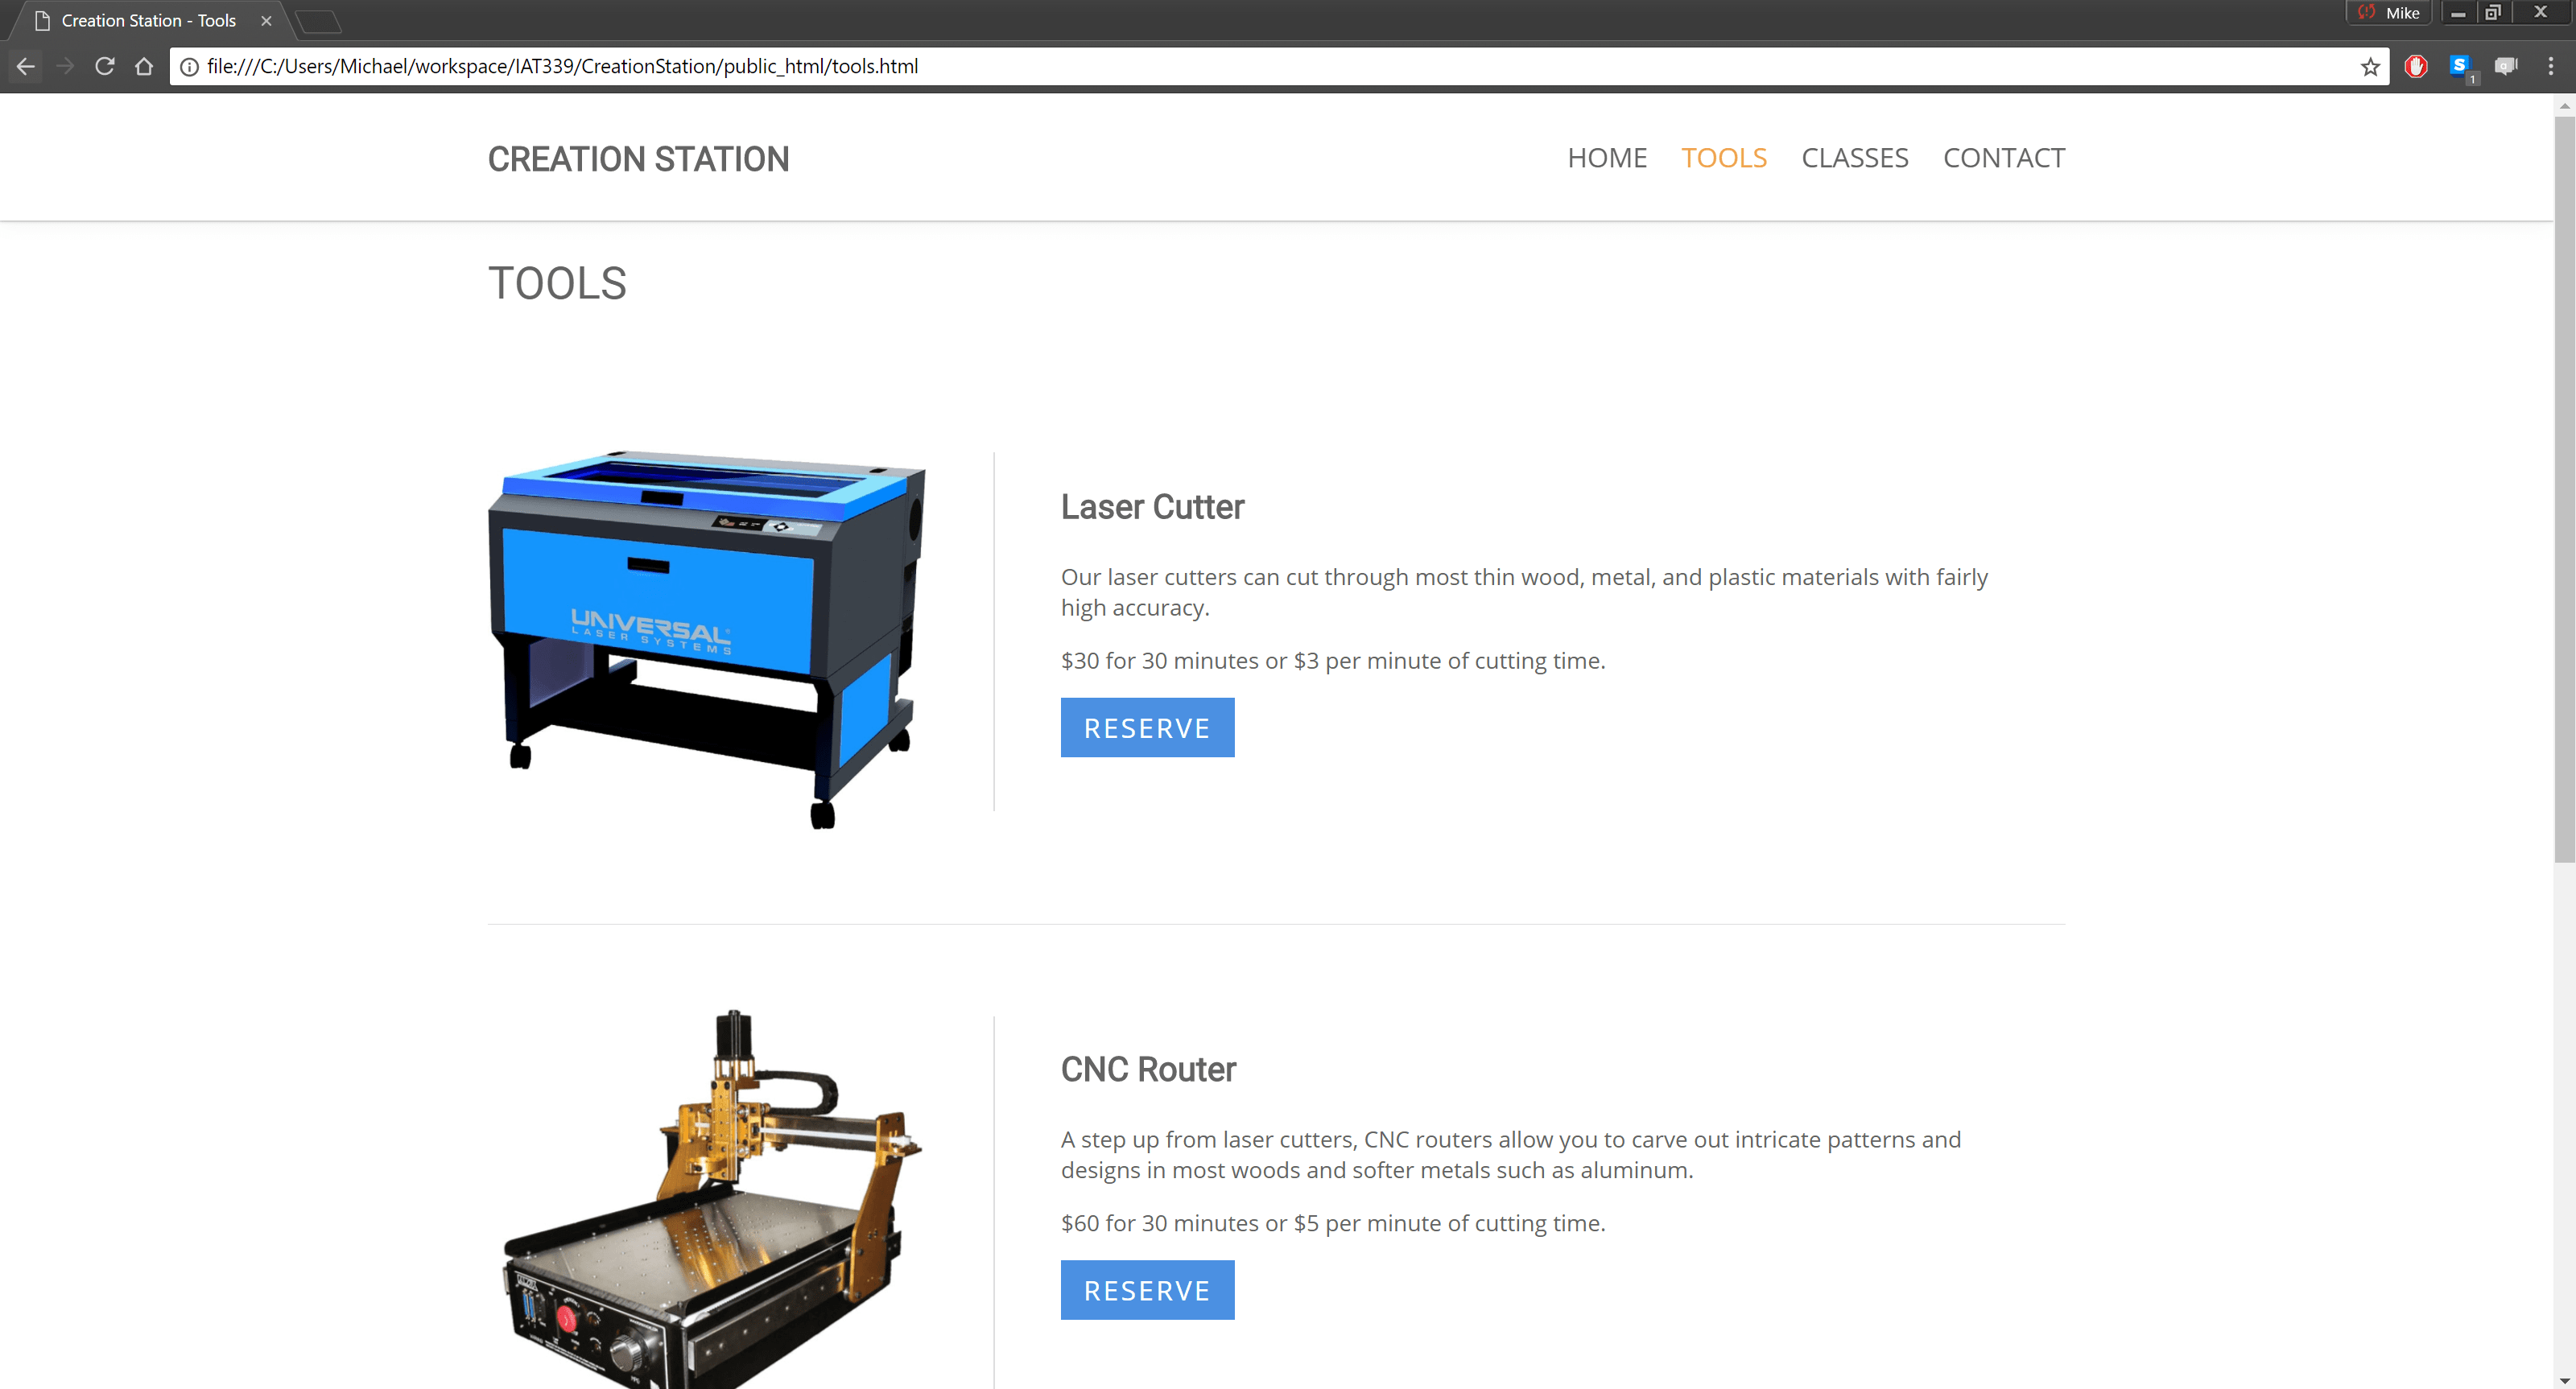 Creation Station - Tools
Mike
file:///C:/Users/Michael/workspace/IAT339/CreationStation/public_html/tools.html
S
1
CREATION STATION
HOME
TOOLS
CLASSES
CONTACT
TOOLS
UNIVERSAL
LASER SYSTEMS
Laser Cutter
Our laser cutters can cut through most thin wood, metal, and plastic materials with fairly
high accuracy.
$30 for 30 minutes or $3 per minute of cutting time.
RESERVE
CNC Router
A step up from laser cutters, CNC routers allow you to carve out intricate patterns and
designs in most woods and softer metals such as aluminum.
$60 for 30 minutes or $5 per minute of cutting time.
RESERVE